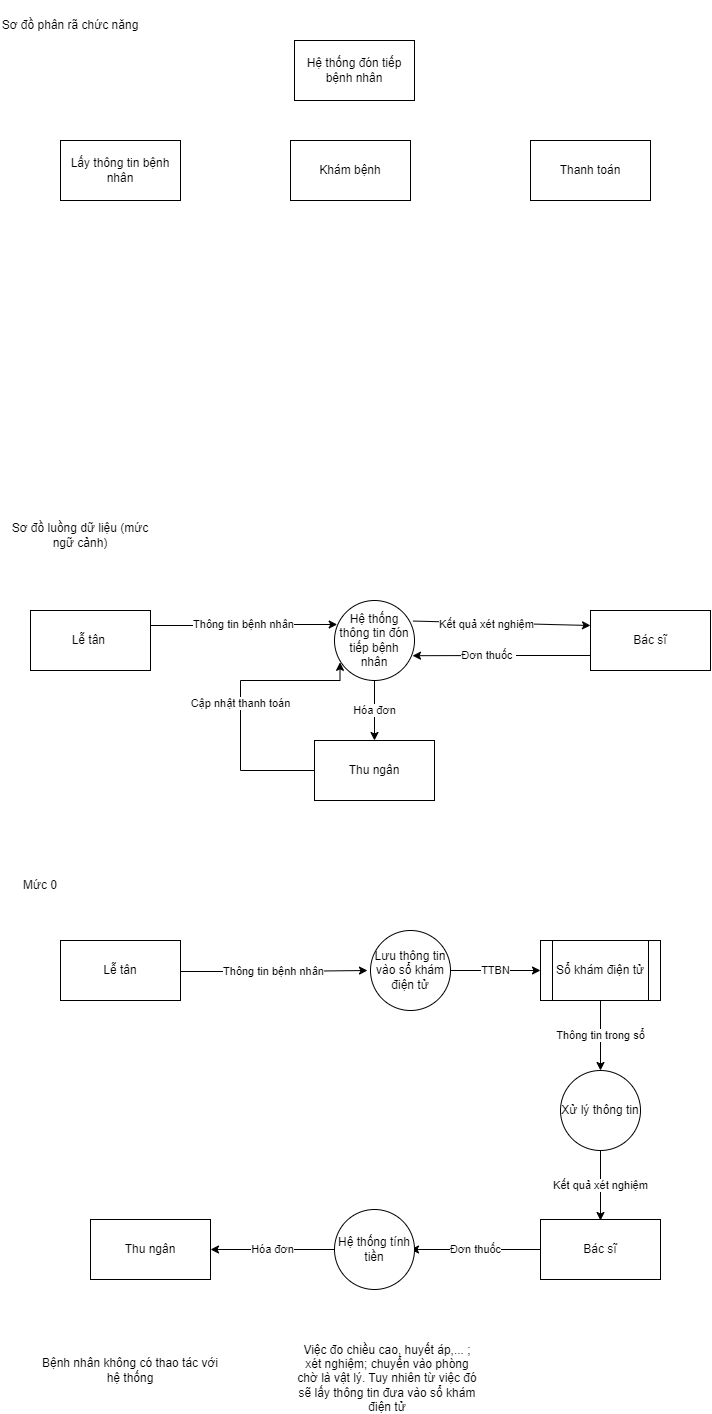 Sơ đồ phân rã chức năng
Hệ thống đón tiếp
bệnh nhân
Lấy thông tin bệnh
nhân
Khám bệnh
Thanh toán
Sơ đồ luồng dữ liệu (mức
ngữ cảnh)
Lễ tân
Thông tin bệnh nhân
Hệ thống
thông tin đón
tiếp bệnh
nhân
Kết quả xét nghiệm
Bác sĩ
Đơn thuốc
Cập nhật thanh toán
Hóa đơn
Thu ngân
Mức 0
Lễ tân
Thông tin bệnh nhân
Lưu thông tin
vào sổ khám
điện tử
TTBN
Sổ khám điện tử
Thông tin trong sổ
Xử lý thông tin
Kết quả xét nghiệm
Thu ngân
Hóa đơn
Hệ thống tính
tiền
Đơn thuốc
Bác sĩ
Bệnh nhân không có thao tác với
hệ thống
Việc đo chiều cao, huyết áp,... ;
xét nghiệm; chuyển vào phòng
chờ là vật lý. Tuy nhiên từ việc đó
sẽ lấy thông tin đưa vào sổ khám
điện tử